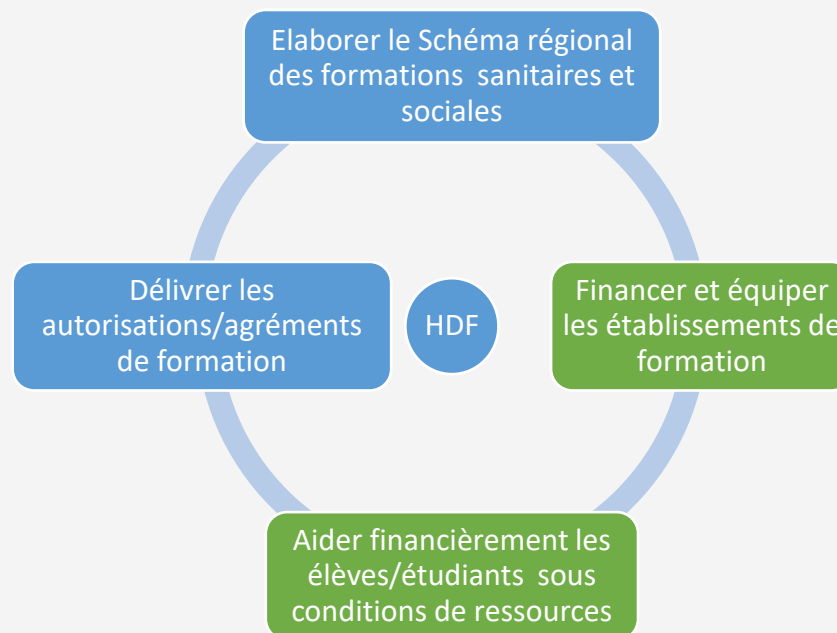 Elaborer le Schéma régional
des formations sanitaires et
sociales
Délivrer les
autorisations/agréments
de formation
HDF
Financer et équiper
les établissements de
formation
Aider financièrement les
élèves/étudiants sous
conditions de ressources